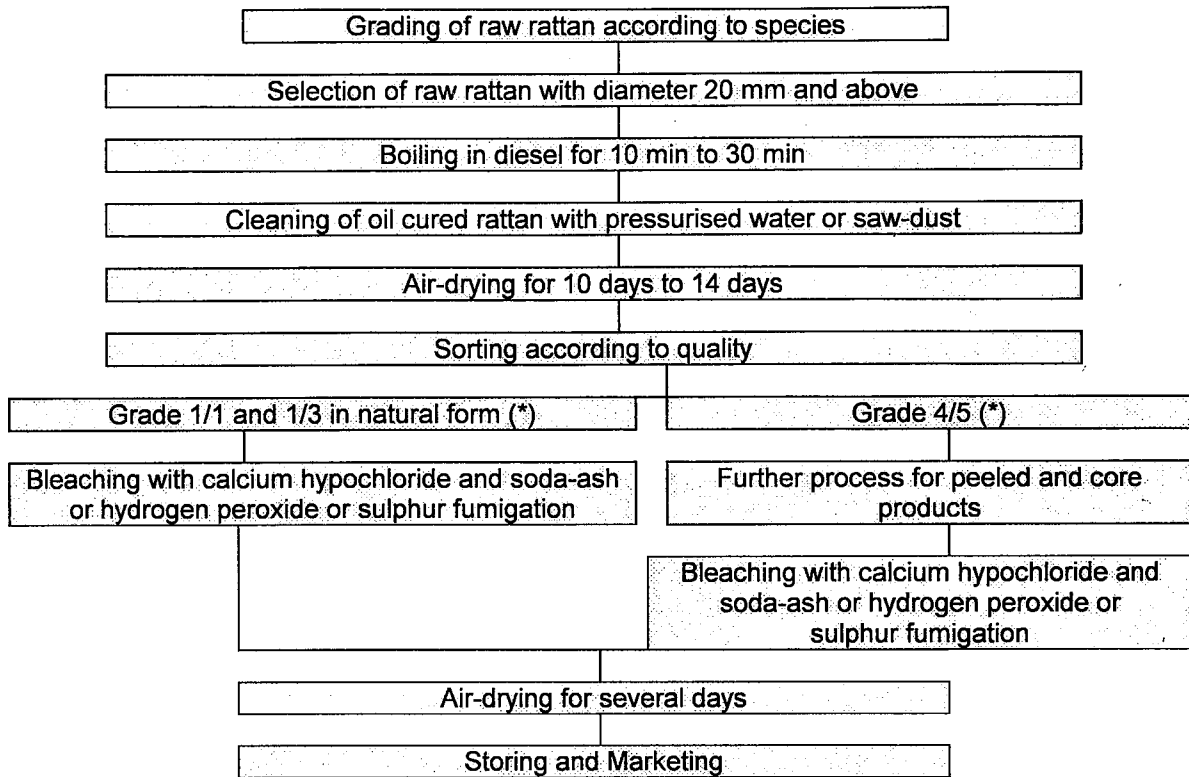 Grading of raw rattan according to species
Selection of raw rattan with diameter 20 mm and above
Boiling in diesel for 10 min to 30 min
Cleaning of oil cured rattan with pressurised water or saw-dust
Air-drying for 10 days to 14 days
Sorting according to quality
Grade 1/1 and 1/3 in natural form (*)
Bleaching with calcium hypochloride and soda-ash
or hydrogen peroxide or sulphur fumigation
Grade 4/5 (*)
Further process for peeled and core
products
Bleaching with calcium hypochloride and
soda-ash or hydrogen peroxide or
sulphur fumigation
Air-drying for several days
Storing and Marketing